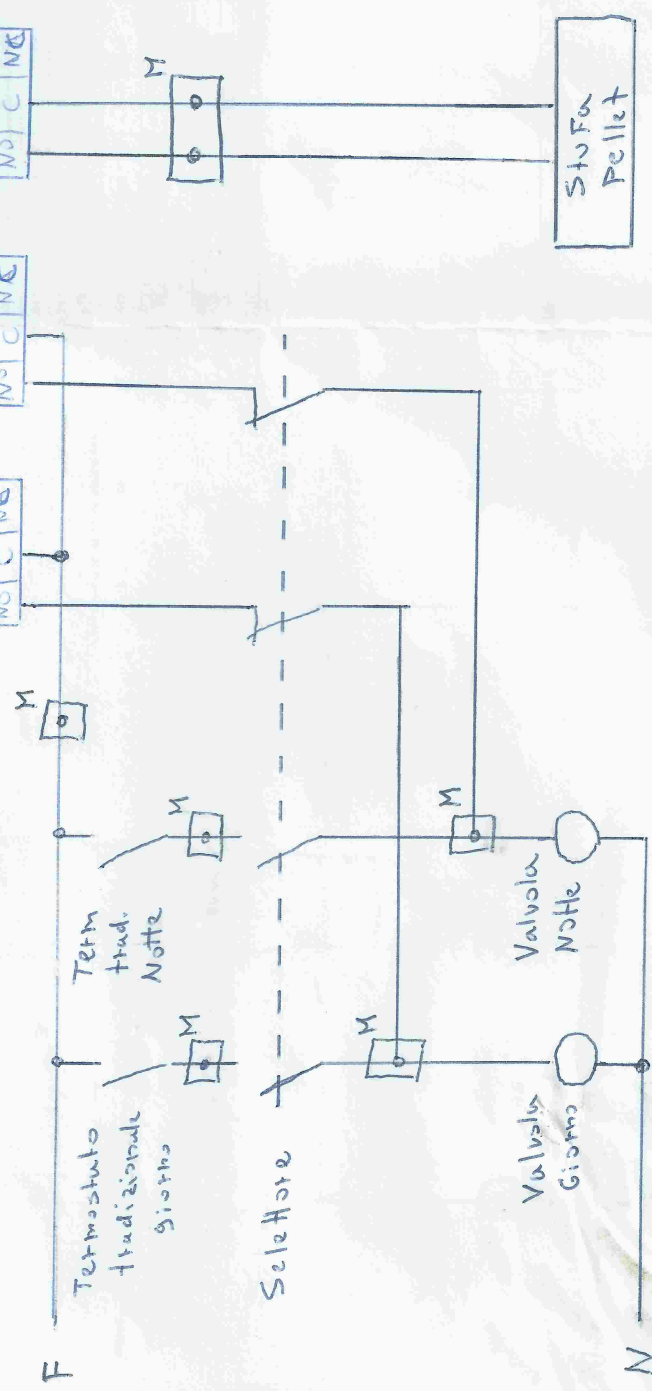 F
Termostato
tradizionale
giorno
Term
trad.
Notte
M
M
M
NO C NC
NO C NC
NO C NC
Selettore
M
M
M
Valvola
Giorno
Valvola
Notte
Stufa
Pellet
N